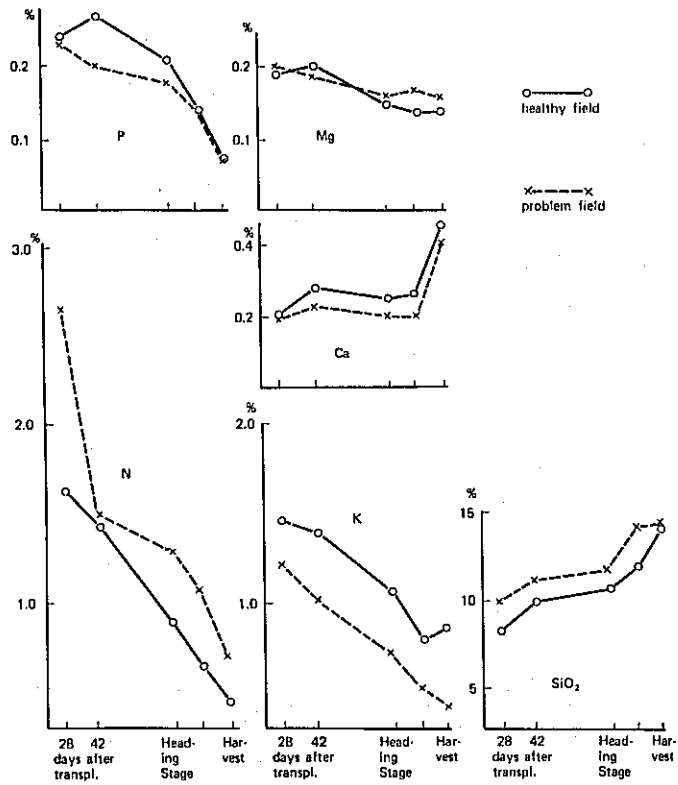 %
0.2
0.1
P
%
0.2
0.1
Mg
healthy field
problem field
%
3.0
2.0
1.0
N
%
0.4
0.2
Ca
%
2.0
1.0
K
%
15
10
5
SiO₂
28
days after
transpl.
42
Head-
ing
Stage
Har-
vest
28
days after
transpl.
42
Head-
ing
Stage
Har-
vest
28
days after
transpl.
42
Head-
ing
Stage
Har-
vest